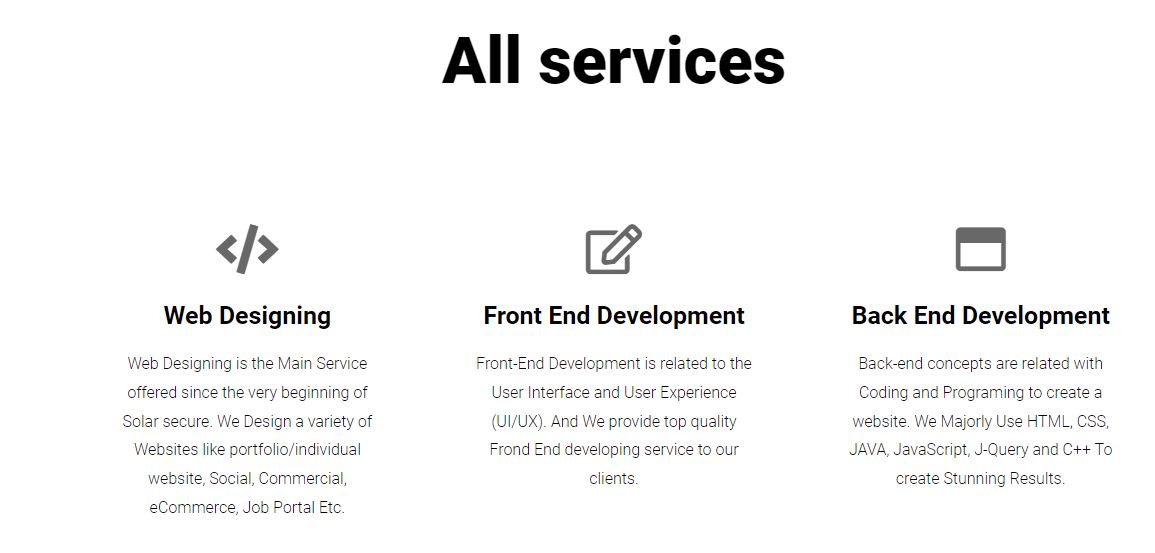 All services
Web Designing
Web Designing is the Main Service
offered since the very beginning of
Solar secure. We Design a variety of
Websites like portfolio/individual
website, Social, Commercial,
eCommerce, Job Portal Etc.
Front End Development
Front-End Development is related to the
User Interface and User Experience
(UI/UX). And We provide top quality
Frond End developing service to our
clients.
Back End Development
Back-end concepts are related with
Coding and Programing to create a
website. We Majorly Use HTML, CSS,
JAVA, JavaScript, J-Query and C++ To
create Stunning Results.